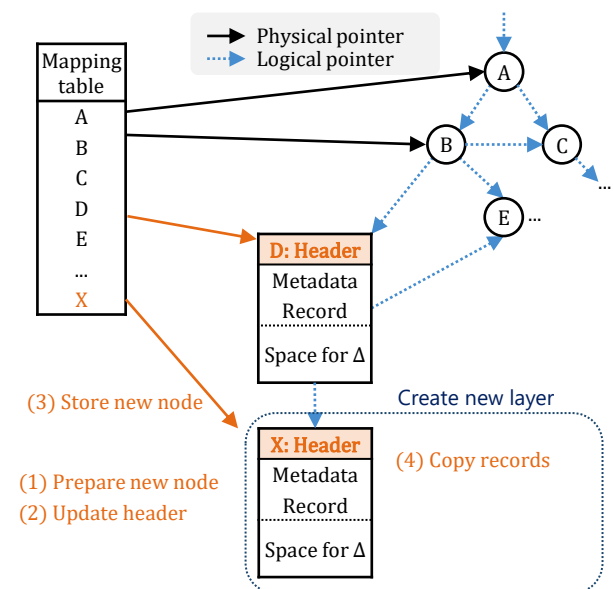 Physical pointer
Logical pointer
Mapping
table
A
B
C
D
E
...
X
A
B
C
...
E ...
D: Header
Metadata
Record
Space for Δ
(3) Store new node
Create new layer
X: Header
(4) Copy records
Metadata
(1) Prepare new node
Record
(2) Update header
Space for Δ